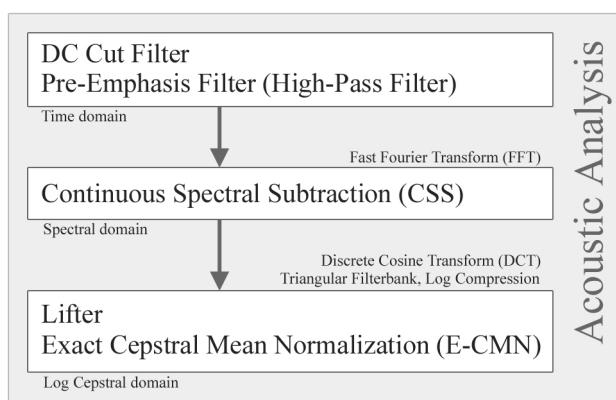 DC Cut Filter
Pre-Emphasis Filter (High-Pass Filter)
Time domain
Fast Fourier Transform (FFT)
Continuous Spectral Subtraction (CSS)
Spectral domain
Discrete Cosine Transform (DCT)
Triangular Filterbank, Log Compression
Lifter
Exact Cepstral Mean Normalization (E-CMN)
Log Cepstral domain
Acoustic Analysis